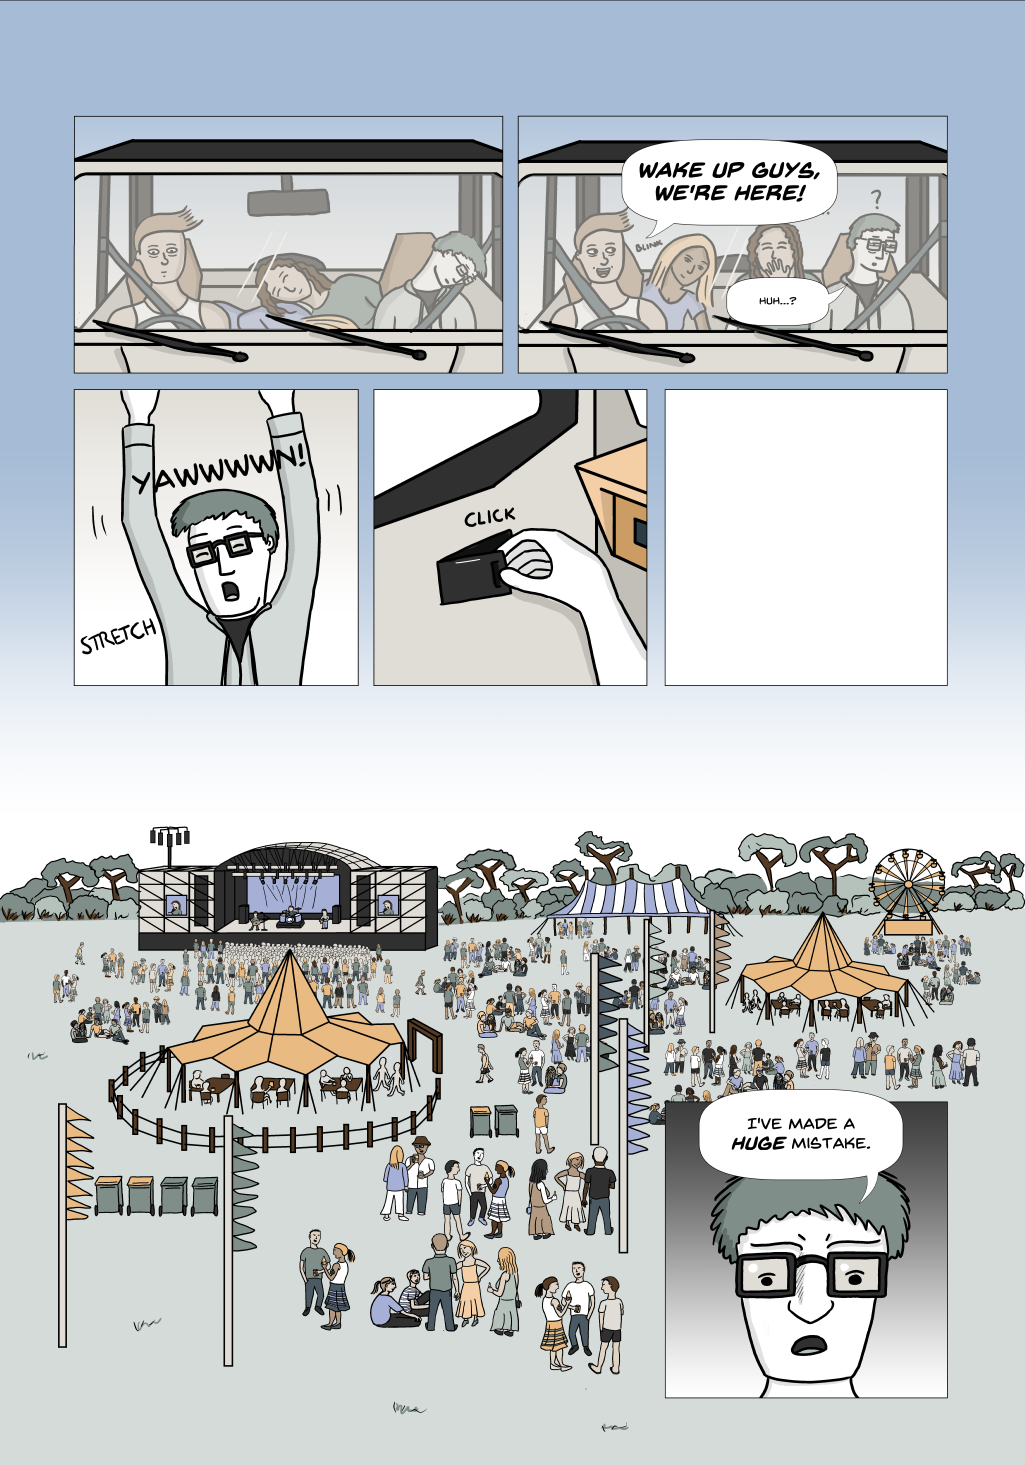 WAKE UP GUYS,
WE'RE HERE!
?
BLINK
HUH...?
YAWWWWN!
STRETCH
CLICK
I'VE MADE A
HUGE MISTAKE.